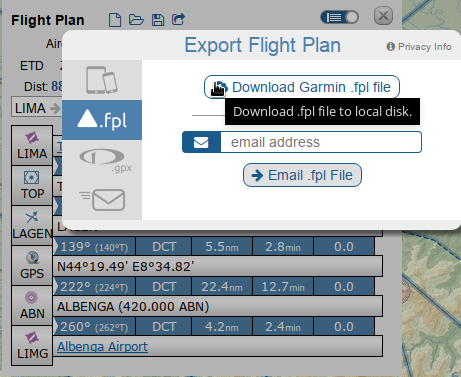 Flight Plan
Export Flight Plan
Privacy Info
ETD
Dist: 88
Download Garmin .fpl file
Download .fpl file to local disk.
LIMA
.fpl
email address
LIMA
.gpx
TOP
Email .fpl File
LAGEN
139° (140°T) DCT 5.5nm 2.8min 0.0
N44°19.49' E8°34.82'
GPS
222° (224°T) DCT 22.4nm 12.7min 0.0
ABN
ALBENGA (420.000 ABN)
260° (262°T) DCT 4.2nm 2.4min 0.0
LIMG
Albenga Airport